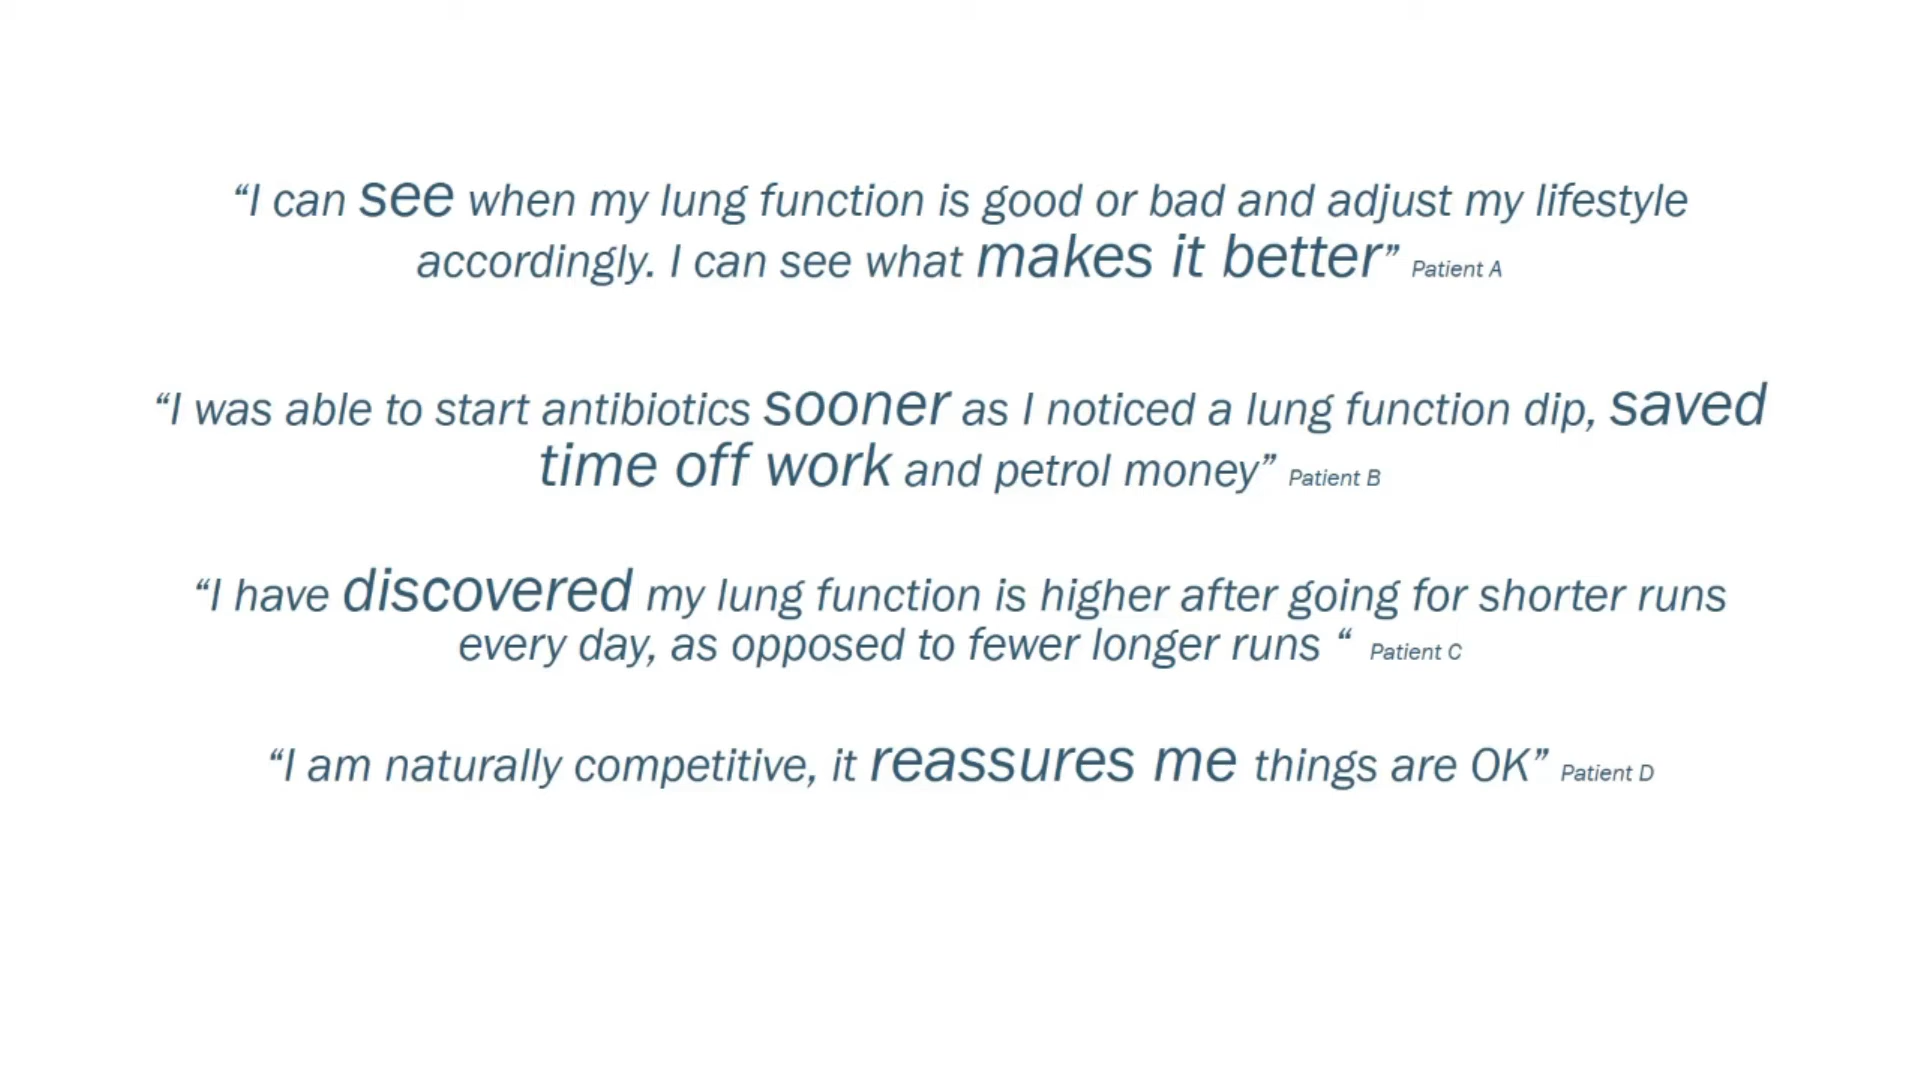 “I can see when my lung function is good or bad and adjust my lifestyle
accordingly. I can see what makes it better” Patient A
“I was able to start antibiotics sooner as I noticed a lung function dip, saved
time off work and petrol money” Patient B
“I have discovered my lung function is higher after going for shorter runs
every day, as opposed to fewer longer runs “ Patient C
“I am naturally competitive, it reassures me things are OK” Patient D